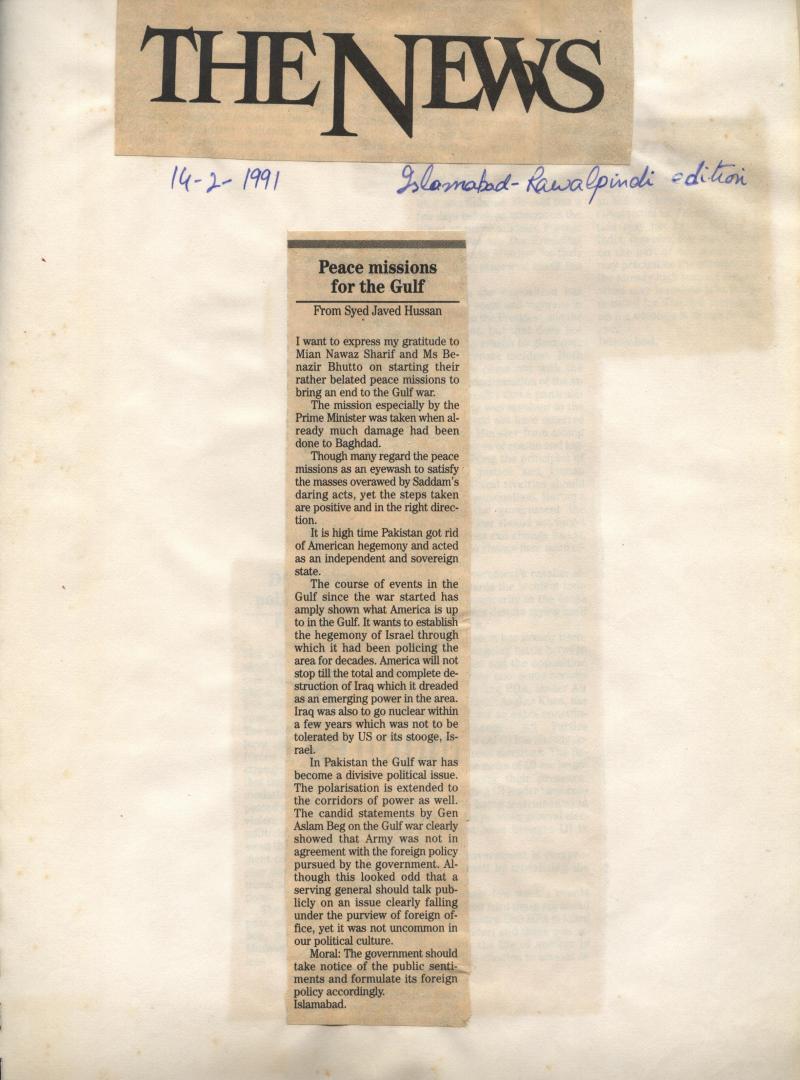 THE NEWS
14-2-1991 Islamabad-Rawalpindi edition
Peace missions
for the Gulf
From Syed Javed Hussan
I want to express my gratitude to
Mian Nawaz Sharif and Ms Be-
nazir Bhutto on starting their
rather belated peace missions to
bring an end to the Gulf war.
The mission especially by the
Prime Minister was taken when al-
ready much damage had been
done to Baghdad.
Though many regard the peace
missions as an eyewash to satisfy
the masses overawed by Saddam's
daring acts, yet the steps taken
are positive and in the right direc-
tion.
It is high time Pakistan got rid
of American hegemony and acted
as an independent and sovereign
state.
The course of events in the
Gulf since the war started has
amply shown what America is up
to in the Gulf. It wants to establish
the hegemony of Israel through
which it had been policing the
area for decades. America will not
stop till the total and complete de-
struction of Iraq which it dreaded
as an emerging power in the area.
Iraq was also to go nuclear within
a few years which was not to be
tolerated by US or its stooge, Is-
rael.
In Pakistan the Gulf war has
become a divisive political issue.
The polarisation is extended to
the corridors of power as well.
The candid statements by Gen
Aslam Beg on the Gulf war clearly
showed that Army was not in
agreement with the foreign policy
pursued by the government. Al-
though this looked odd that a
serving general should talk pub-
licly on an issue clearly falling
under the purview of foreign of-
fice, yet it was not uncommon in
our political culture.
Moral: The government should
take notice of the public senti-
ments and formulate its foreign
policy accordingly.
Islamabad.